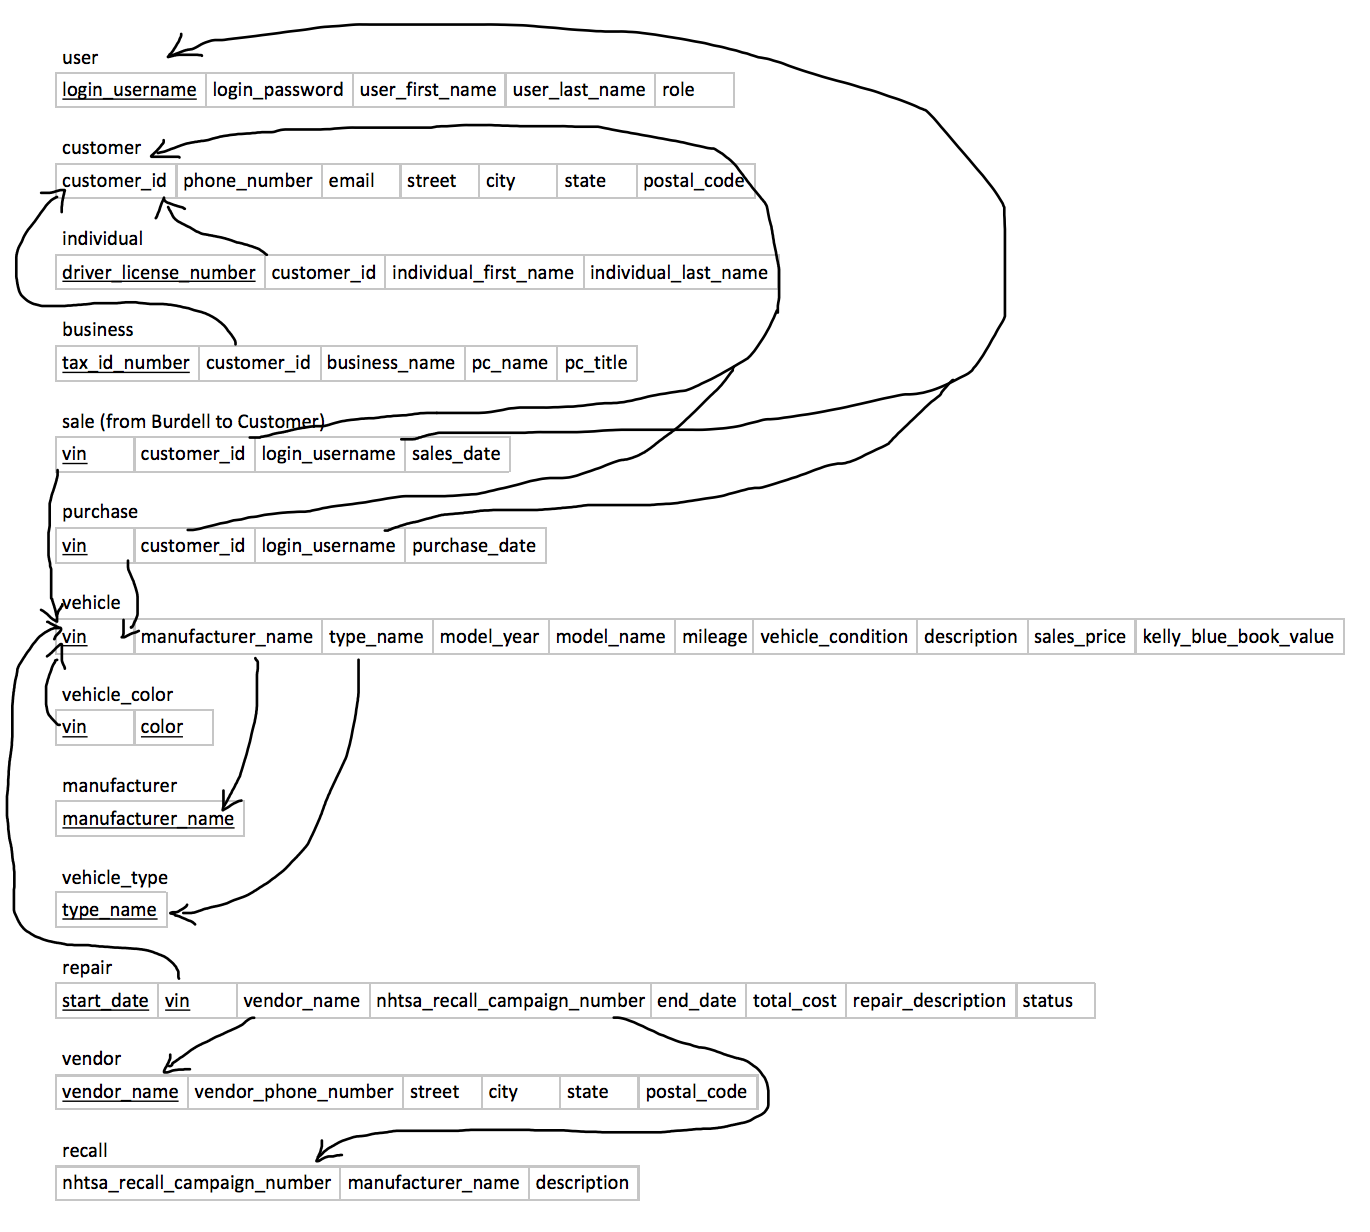 user
login_username login_password user_first_name user_last_name role
customer
customer_id phone_number email street city state postal_code
individual
driver_license_number customer_id individual_first_name individual_last_name
business
tax_id_number customer_id business_name pc_name pc_title
sale (from Burdell to Customer)
vin customer_id login_username sales_date
purchase
vin customer_id login_username purchase_date
vehicle
vin manufacturer_name type_name model_year model_name mileage vehicle_condition description sales_price kelly_blue_book_value
vehicle_color
vin color
manufacturer
manufacturer_name
vehicle_type
type_name
repair
start_date vin vendor_name nhtsa_recall_campaign_number end_date total_cost repair_description status
vendor
vendor_name vendor_phone_number street city state postal_code
recall
nhtsa_recall_campaign_number manufacturer_name description